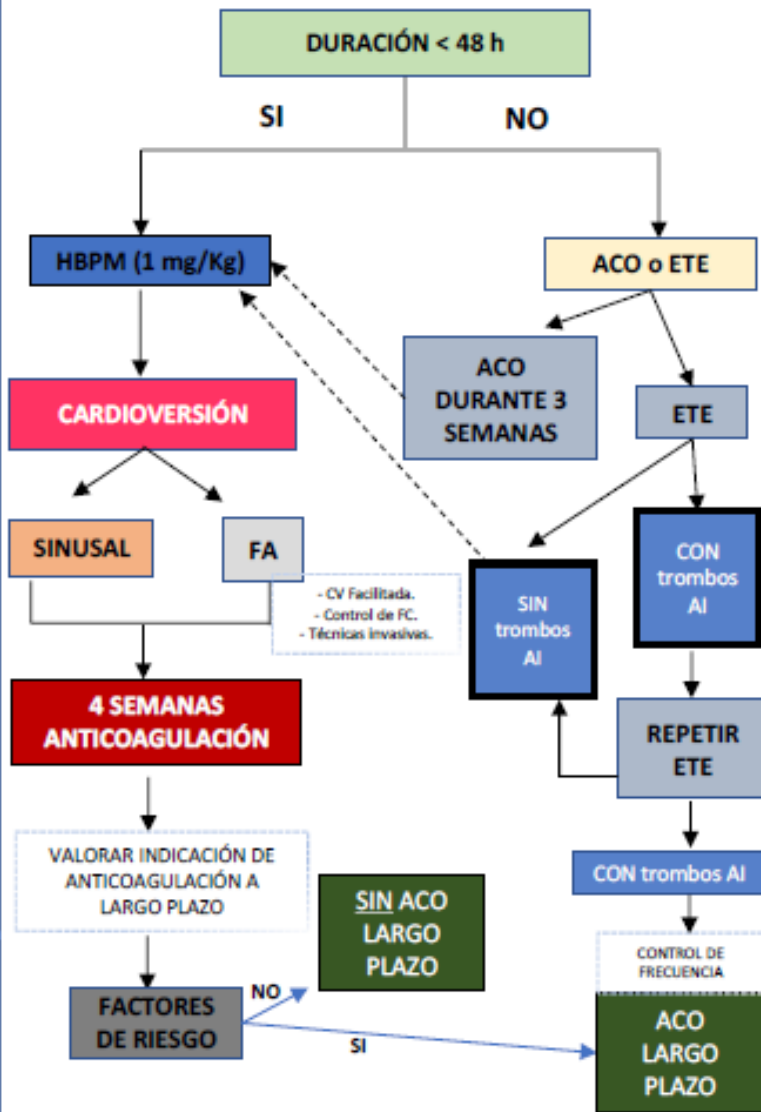 DURACIÓN < 48 h
SI
NO
HBPM (1 mg/Kg)
ACO o ETE
ACO
DURANTE 3
SEMANAS
ETE
CARDIOVERSIÓN
SINUSAL
FA
- CV Facilitada.
- Control de FC.
- Técnicas invasivas.
SIN
trombos
AI
CON
trombos
AI
4 SEMANAS
ANTICOAGULACIÓN
REPETIR
ETE
VALORAR INDICACIÓN DE
ANTICOAGULACIÓN A
LARGO PLAZO
CON trombos AI
SIN ACO
LARGO
PLAZO
CONTROL DE
FRECUENCIA
FACTORES
DE RIESGO
NO
SI
ACO
LARGO
PLAZO